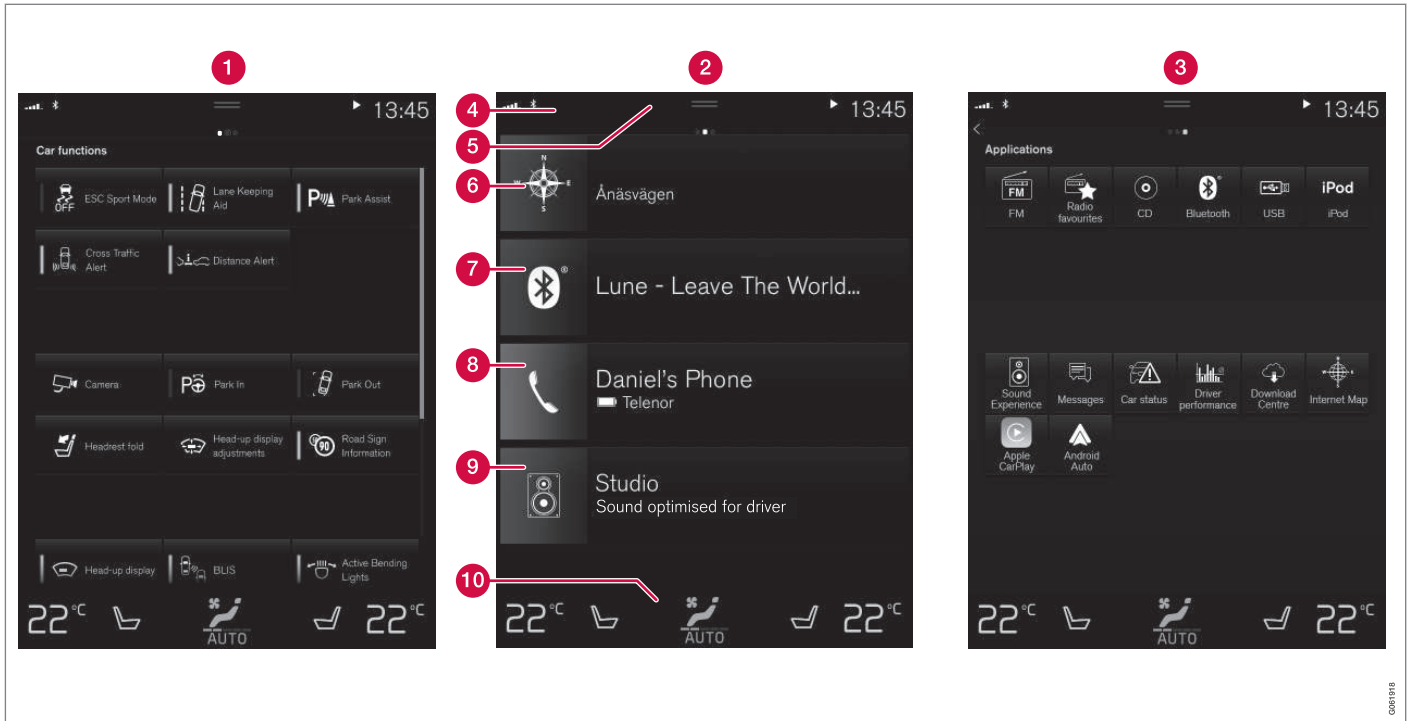 1
2
3
13:45
Car functions
OFF
ESC Sport Mode
Lane Keeping
Aid
P
Park Assist
Cross Traffic
Alert
Distance Alert
Camera
P
Park In
Park Out
Headrest fold
Head-up display
adjustments
90
Road Sign
Information
Head-up display
BLIS
Active Bending
Lights
22°C
AUTO
22°C
4
13:45
5
6
N
W
E
S
Ånäsvägen
7
Lune - Leave The World...
8
Daniel's Phone
Telenor
9
Studio
Sound optimised for driver
10
22°C
AUTO
22°C
13:45
Applications
FM
FM
Radio
favourites
CD
Bluetooth
USB
iPod
iPod
Sound
Experience
Messages
Car status
Driver
performance
Download
Centre
Internet Map
Apple
CarPlay
Android
Auto
22°C
AUTO
22°C
G061918